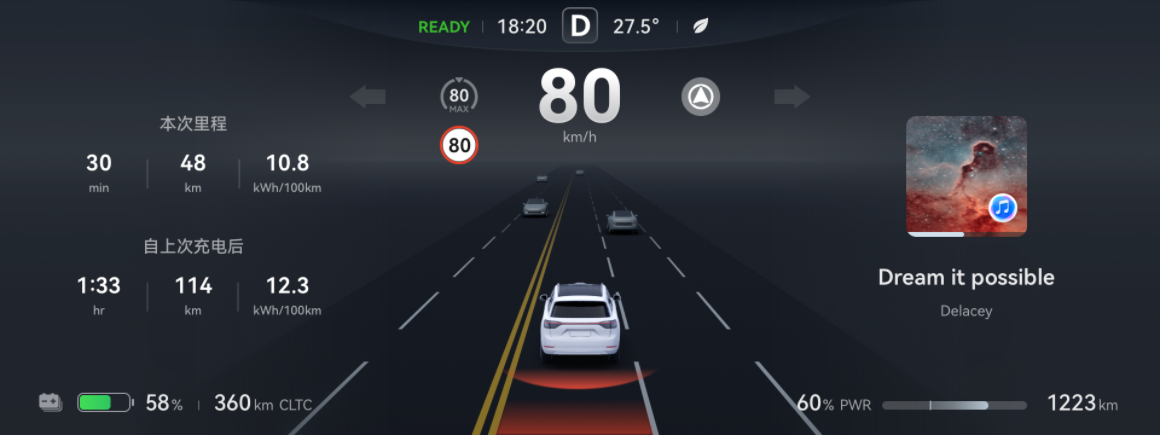 READY 18:20 D 27.5°
80
MAX
80
km/h
80
本次里程
30 48 10.8
min km kWh/100km
自上次充电后
1:33 114 12.3
hr km kWh/100km
Dream it possible
Delacey
58% 360 km CLTC
60% PWR 1223 km